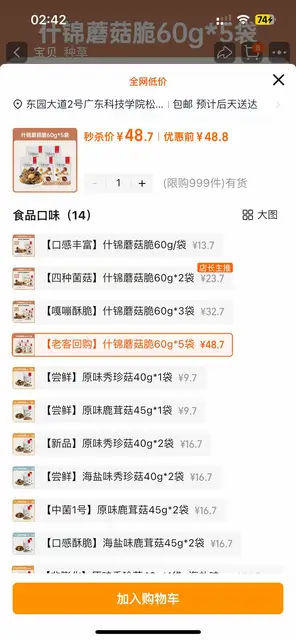 02:42
74
什锦蘑菇脆60g*5袋
宝贝 种草
全网低价
东园大道2号广东科技学院松... 包邮 预计后天送达
什锦蘑菇脆60g*5袋
秒杀价 ¥48.7 优惠前 ¥48.8
- 1 + (限购999件)有货
食品口味（14） 大图
【口感丰富】什锦蘑菇脆60g/袋 ¥13.7
店长主推
【四种菌菇】什锦蘑菇脆60g*2袋 ¥23.7
【嘎嘣酥脆】什锦蘑菇脆60g*3袋 ¥32.7
【老客回购】什锦蘑菇脆60g*5袋 ¥48.7
【尝鲜】原味秀珍菇40g*1袋 ¥9.7
【尝鲜】原味鹿茸菇45g*1袋 ¥9.7
【新品】原味秀珍菇40g*2袋 ¥16.7
【尝鲜】海盐味秀珍菇40g*2袋 ¥16.7
【中菌1号】原味鹿茸菇45g*2袋 ¥16.7
【口感酥脆】海盐味鹿茸菇45g*2袋 ¥16.7
加入购物车